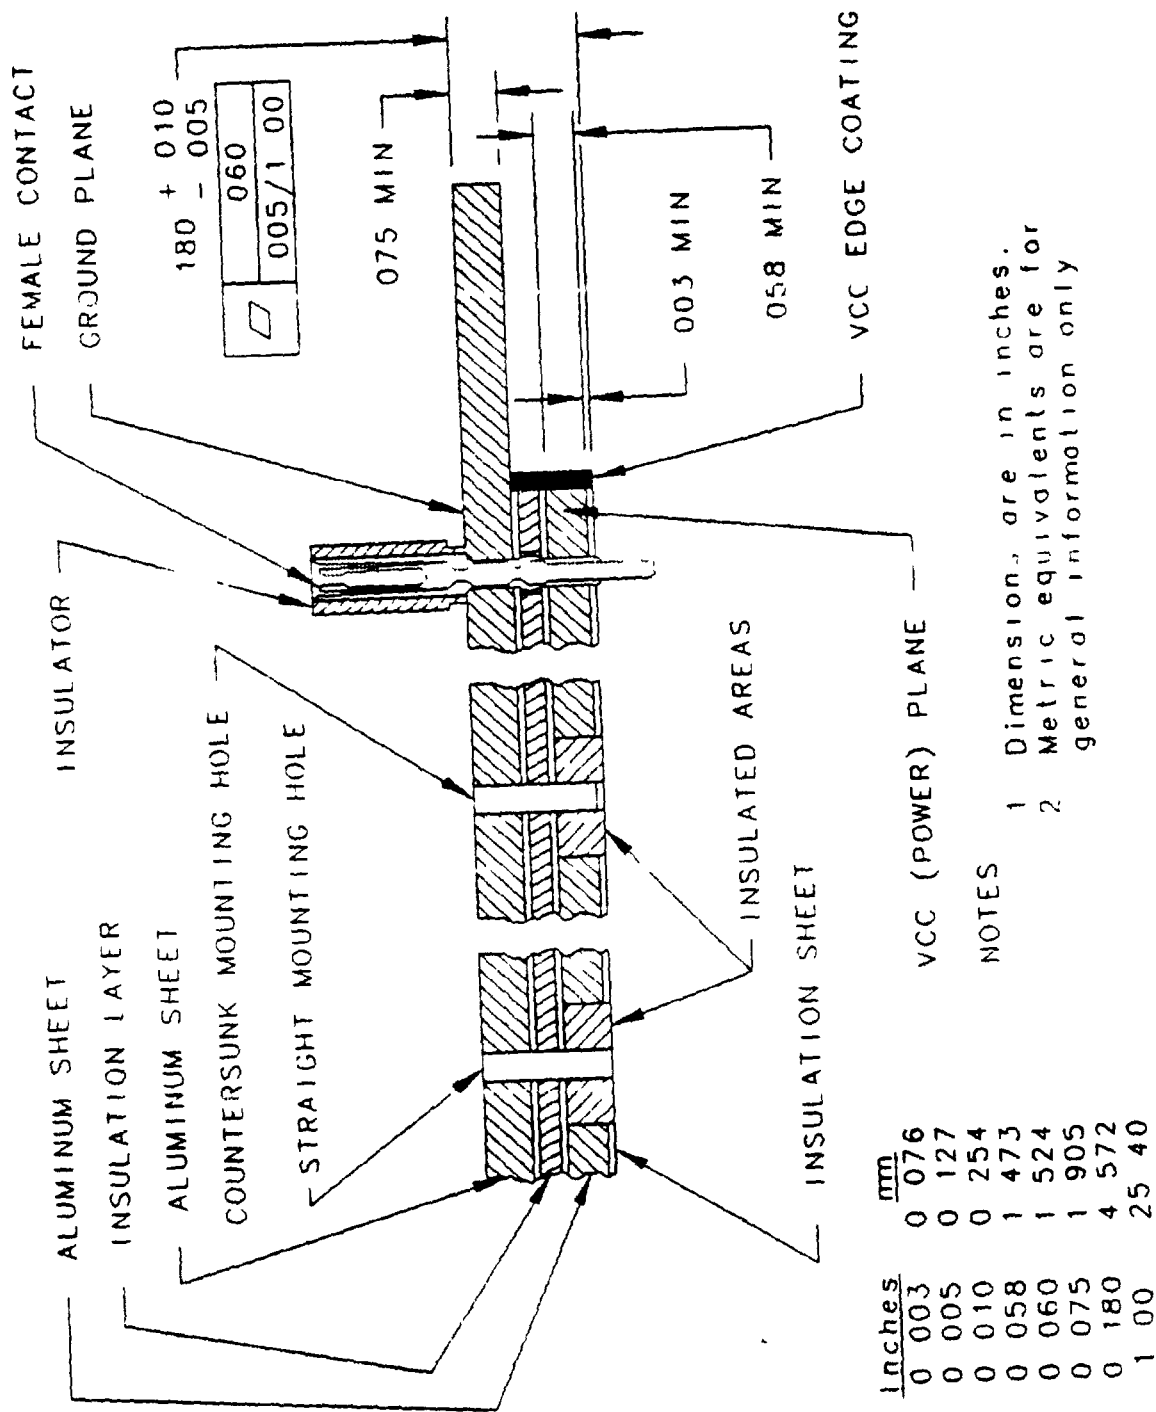 FEMALE CONTACT
GROUND PLANE
180 + 010
- 005
060
005/1 00
075 MIN
003 MIN
058 MIN
VCC EDGE COATING
INSULATOR
COUNTERSUNK MOUNTING HOLE
STRAIGHT MOUNTING HOLE
ALUMINUM SHEET
INSULATION LAYER
ALUMINUM SHEET
INSULATED AREAS
INSULATION SHEET
VCC (POWER) PLANE
NOTES
1 Dimension., are in inches.
2 Metric equivalents are for
general information only
Inches mm
0 003 0 076
0 005 0 127
0 010 0 254
0 058 1 473
0 060 1 524
0 075 1 905
0 180 4 572
1 00 25 40